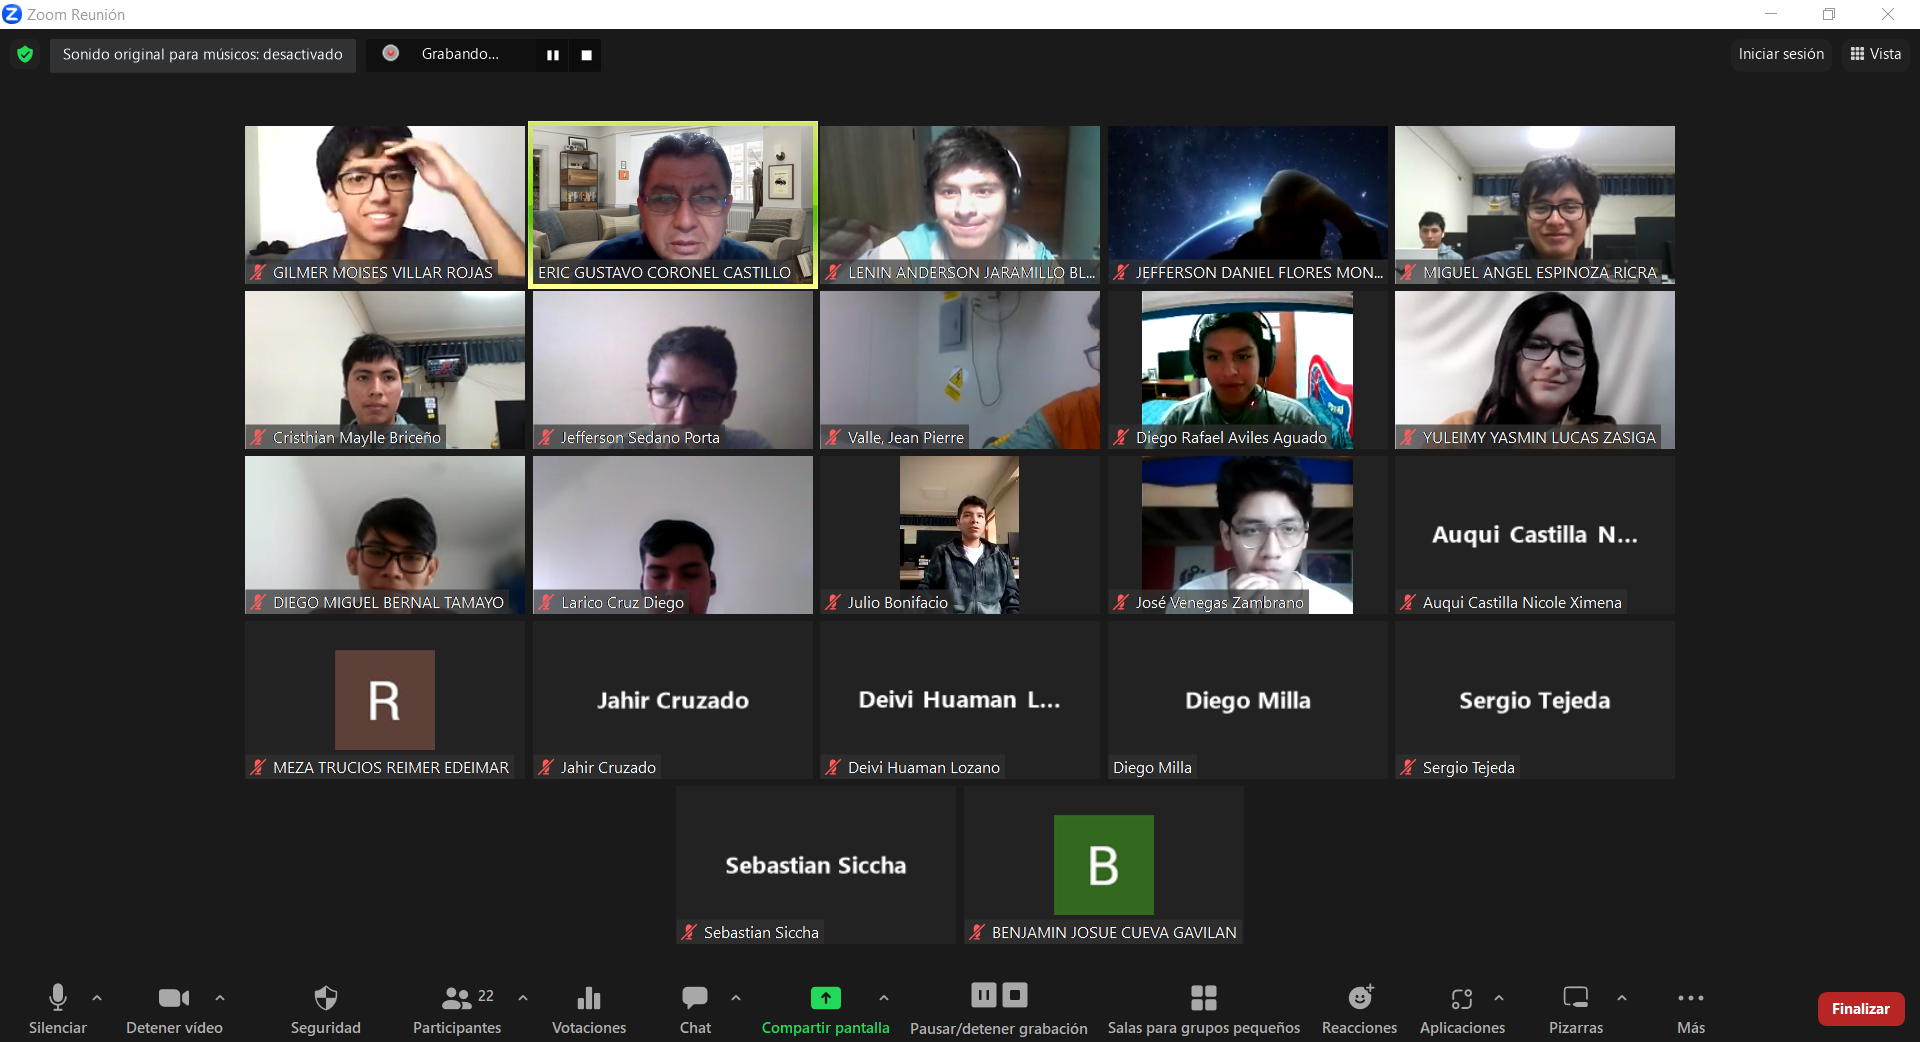 Zoom Reunión
Sonido original para músicos: desactivado
Grabando...
Iniciar sesión
Vista
GILMER MOISES VILLAR ROJAS
ERIC GUSTAVO CORONEL CASTILLO
LENIN ANDERSON JARAMILLO BL...
JEFFERSON DANIEL FLORES MON...
MIGUEL ANGEL ESPINOZA RICRA
Cristhian Maylle Briceño
Jefferson Sedano Porta
Valle, Jean Pierre
Diego Rafael Aviles Aguado
YULEIMY YASMIN LUCAS ZASIGA
DIEGO MIGUEL BERNAL TAMAYO
Larico Cruz Diego
Julio Bonifacio
José Venegas Zambrano
Auqui Castilla N...
Auqui Castilla Nicole Ximena
R
MEZA TRUCIOS REIMER EDEIMAR
Jahir Cruzado
Jahir Cruzado
Deivi Huaman L...
Deivi Huaman Lozano
Diego Milla
Diego Milla
Sergio Tejeda
Sergio Tejeda
Sebastian Siccha
Sebastian Siccha
B
BENJAMIN JOSUE CUEVA GAVILAN
Silenciar
Detener vídeo
Seguridad
22
Participantes
Votaciones
Chat
Compartir pantalla
Pausar/detener grabación
Salas para grupos pequeños
Reacciones
Aplicaciones
Pizarras
Más
Finalizar